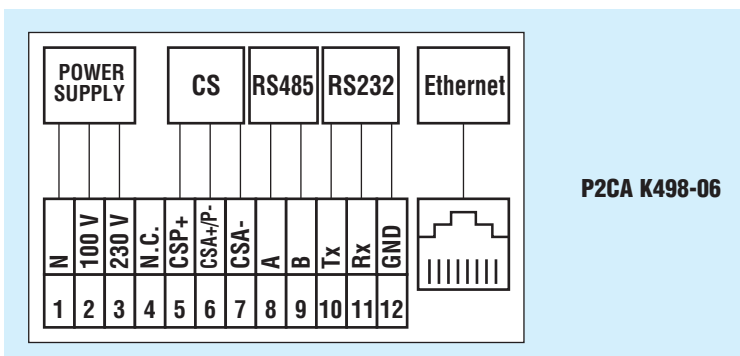 POWER
SUPPLY
CS
RS485
RS232
Ethernet
N
100 V
230 V
N.C.
CSP+
CSA+/P-
CSA-
A
B
Tx
Rx
GND
1 2 3 4 5 6 7 8 9 10 11 12
P2CA K498-06